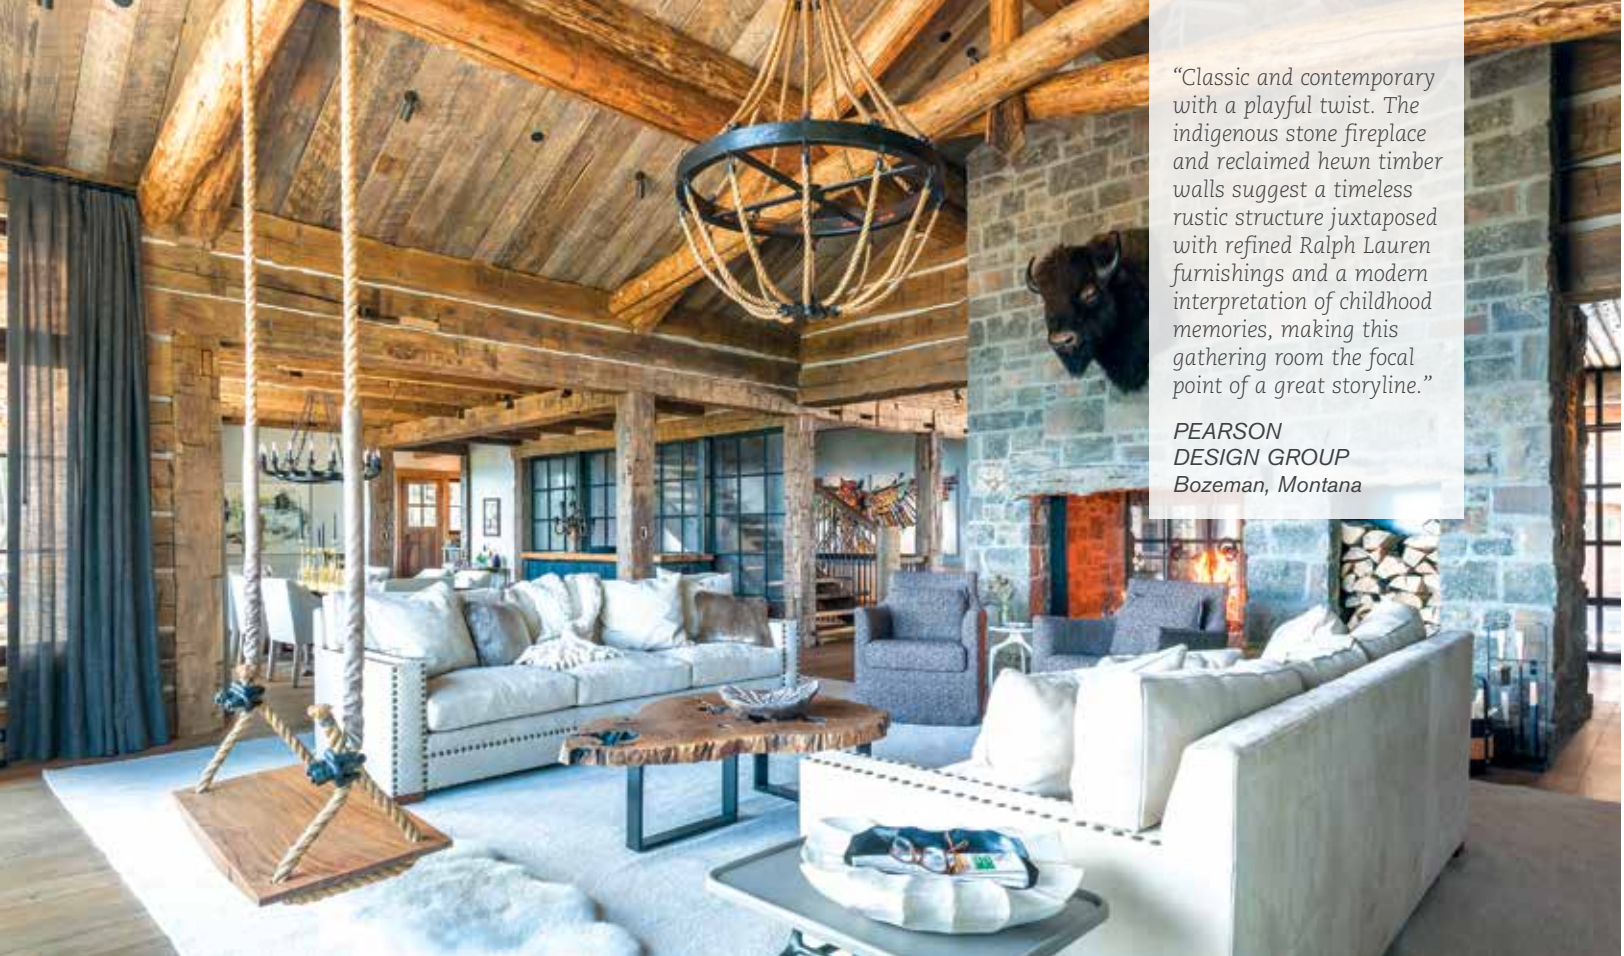 “Classic and contemporary
with a playful twist. The
indigenous stone fireplace
and reclaimed hewn timber
walls suggest a timeless
rustic structure juxtaposed
with refined Ralph Lauren
furnishings and a modern
interpretation of childhood
memories, making this
gathering room the focal
point of a great storyline.”
PEARSON
DESIGN GROUP
Bozeman, Montana